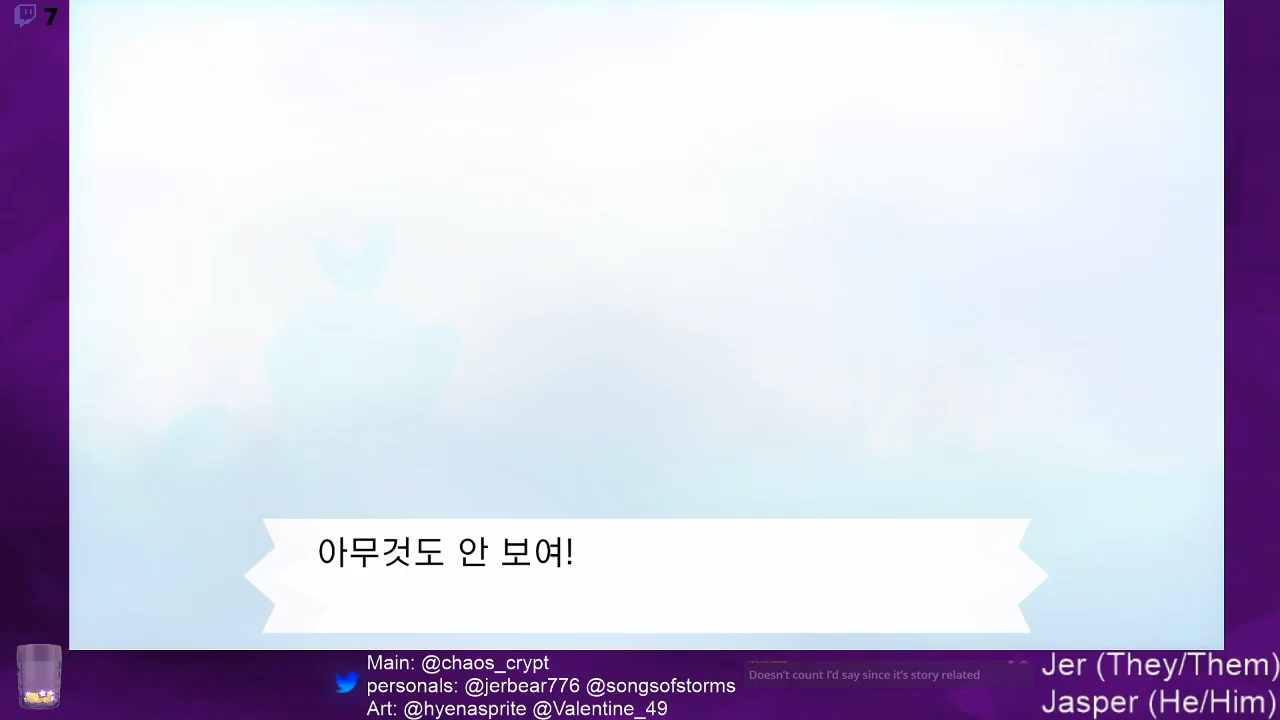 7
아무것도 안 보여!
Main: @chaos_crypt
personals: @jerbear776 @songsofstorms
Art: @hyenasprite @Valentine_49
Doesn't count I'd say since it's story related
Jer (They/Them)
Jasper (He/Him)